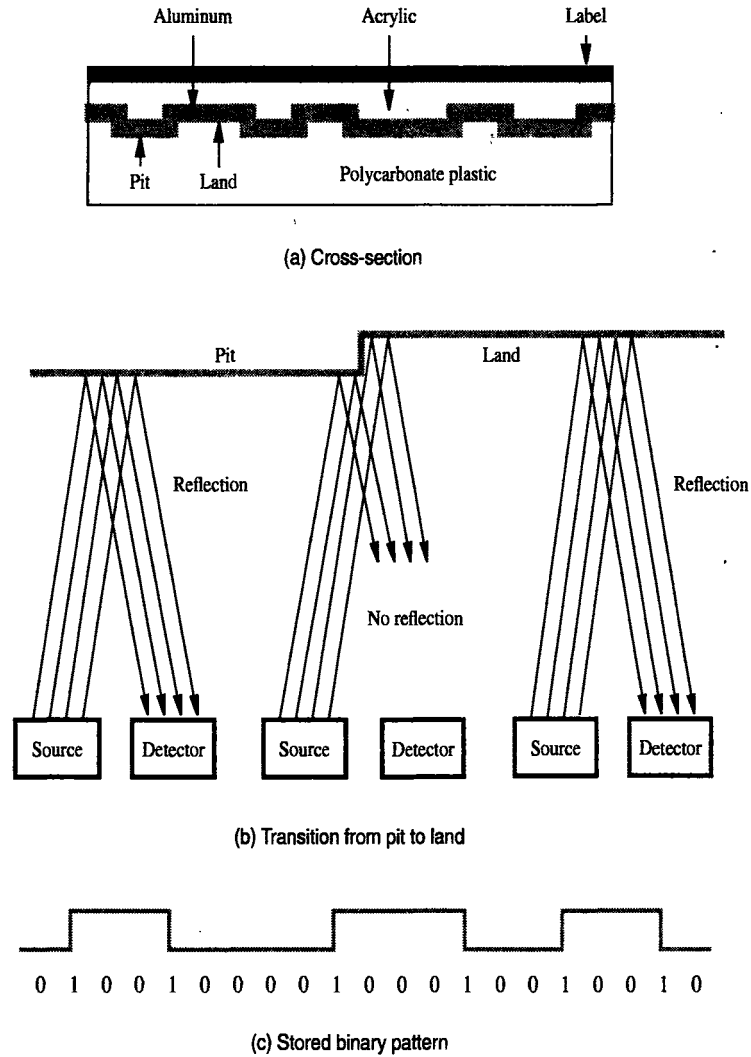 Aluminum Acrylic Label
Pit Land Polycarbonate plastic
(a) Cross-section
Pit Land
Reflection Reflection
No reflection
Source Detector Source Detector Source Detector
(b) Transition from pit to land
0 1 0 0 1 0 0 0 0 1 0 0 0 1 0 0 1 0 0 1 0
(c) Stored binary pattern